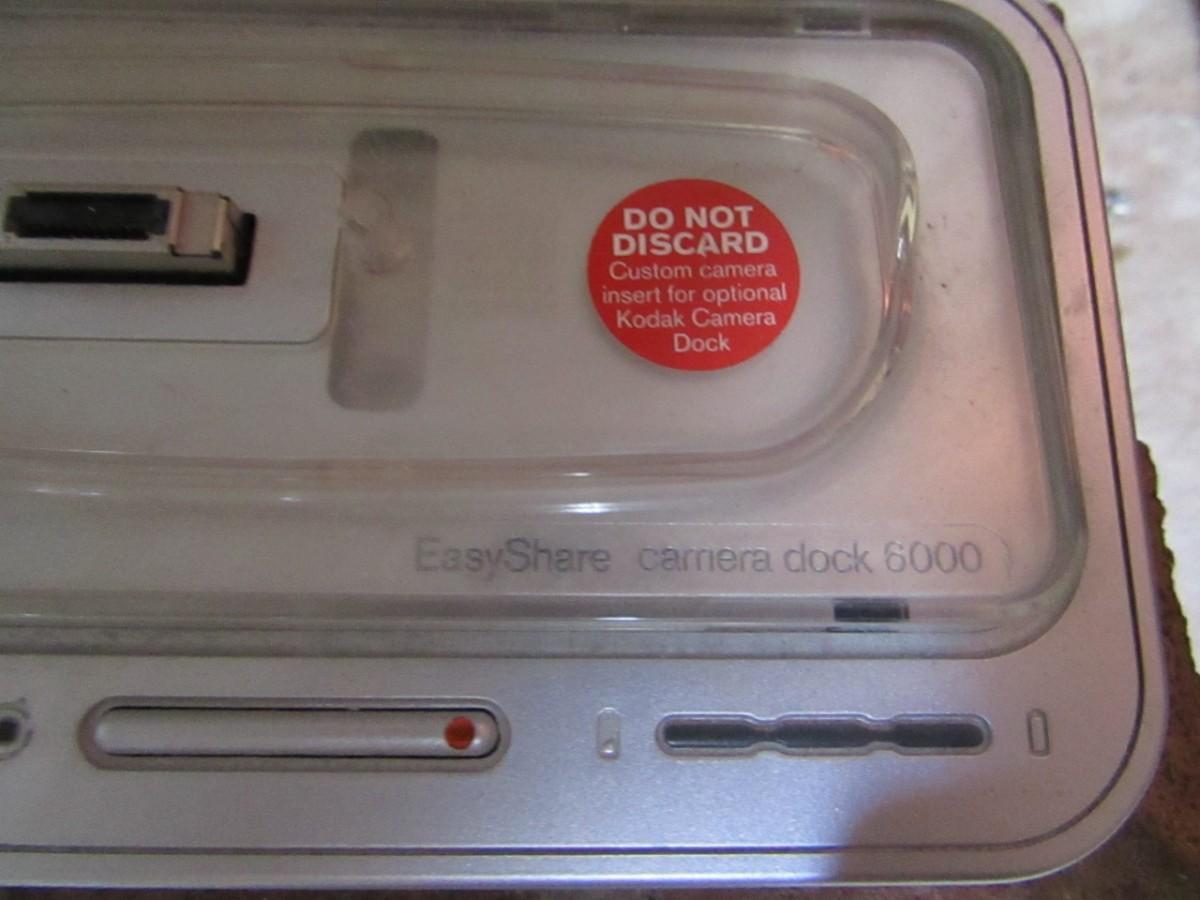 DO NOT
DISCARD
Custom camera
insert for optional
Kodak Camera
Dock
EasyShare camera dock 6000